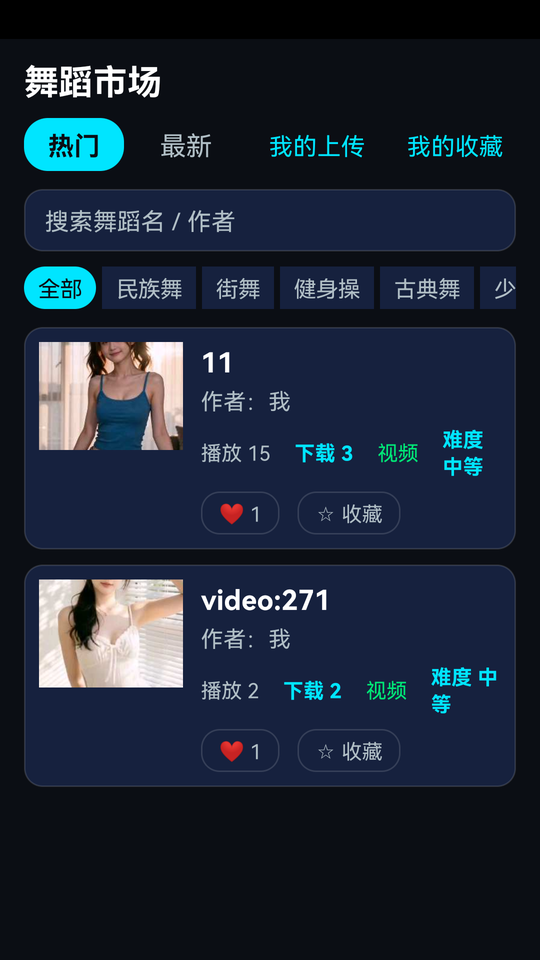 舞蹈市场
热门 最新 我的上传 我的收藏
搜索舞蹈名 / 作者
全部 民族舞 街舞 健身操 古典舞 少
11
作者：我
播放 15 下载 3 视频 难度
中等
❤️ 1 ☆ 收藏
video:271
作者：我
播放 2 下载 2 视频 难度 中
等
❤️ 1 ☆ 收藏